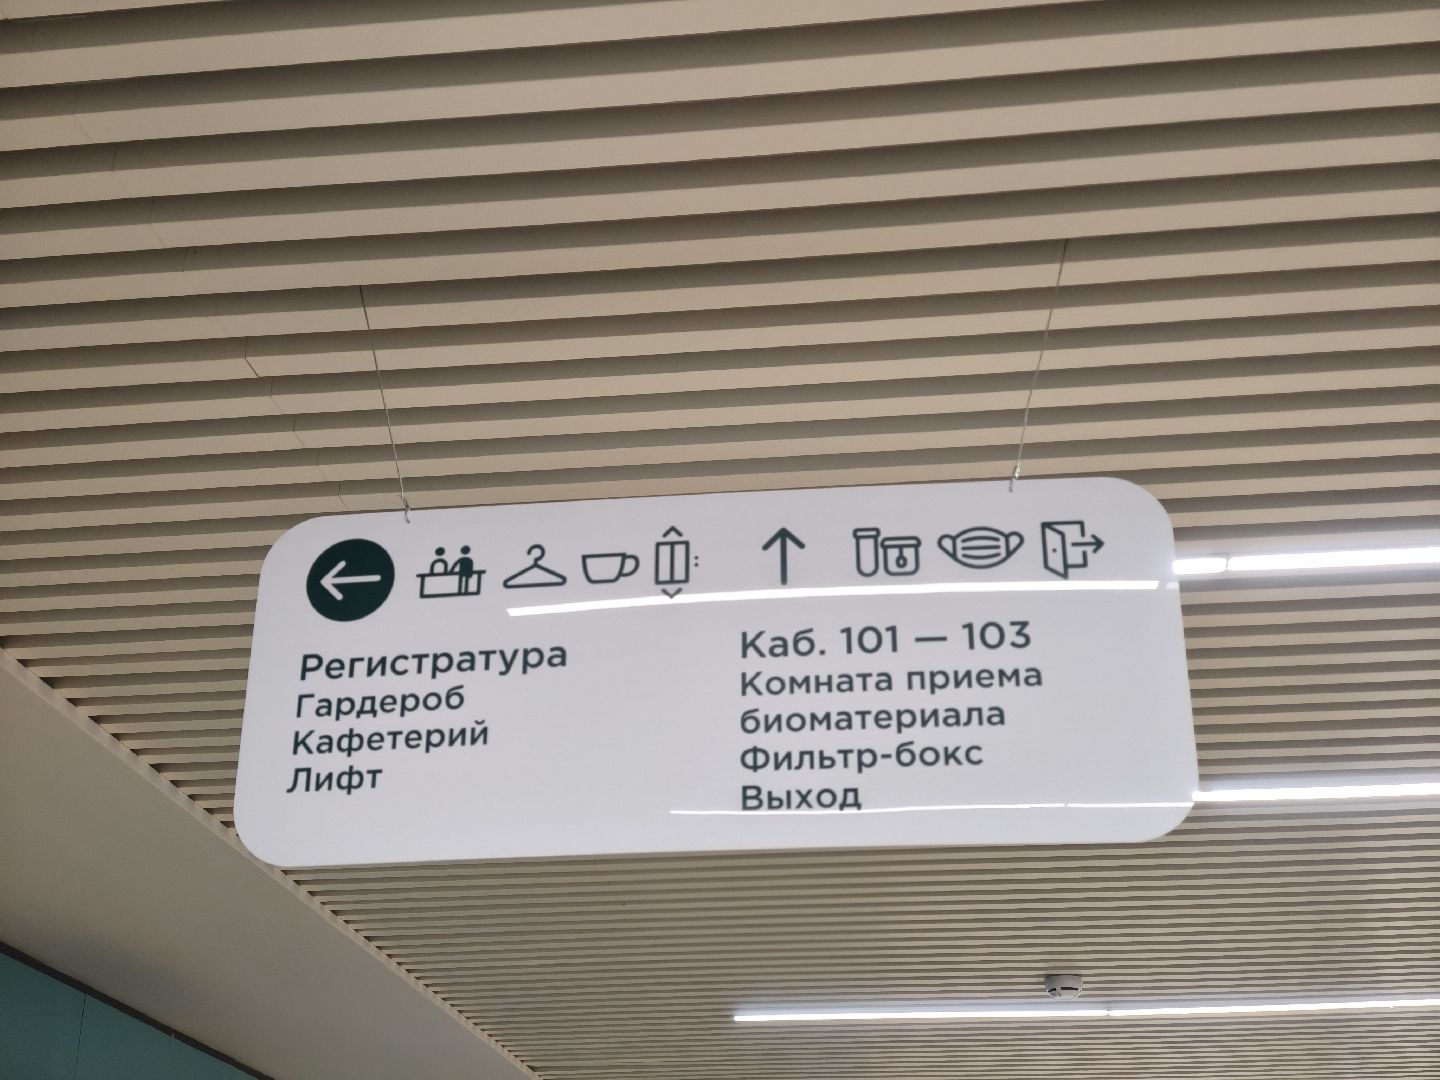 Регистратура
Гардероб
Кафетерий
Лифт
Каб. 101 — 103
Комната приема
биоматериала
Фильтр-бокс
Выход